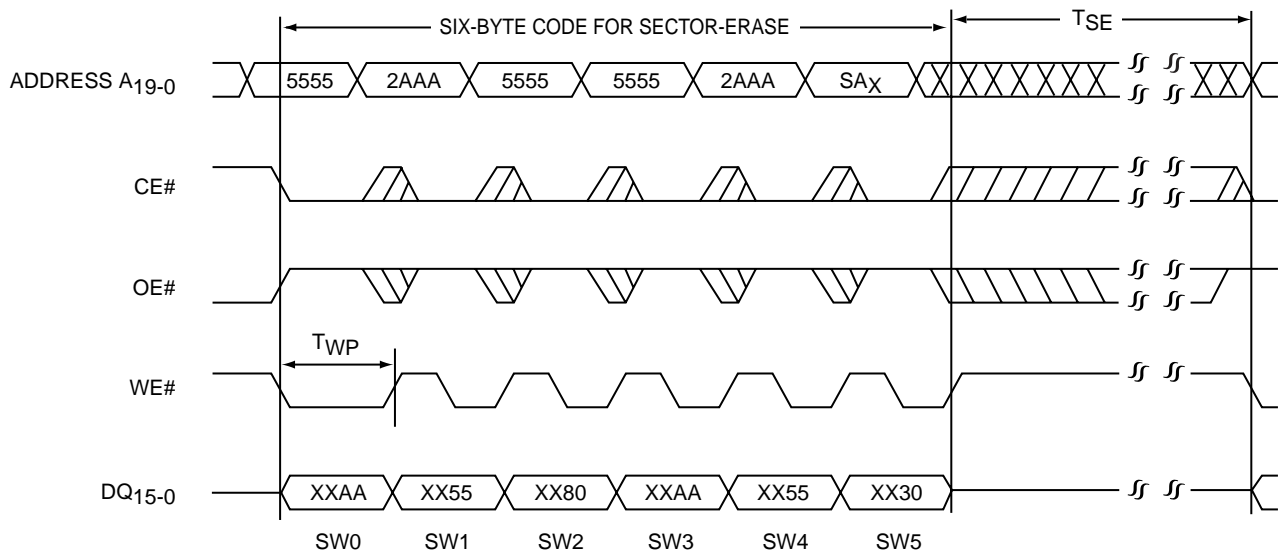 SIX-BYTE CODE FOR SECTOR-ERASE TSE
ADDRESS A19-0 5555 2AAA 5555 5555 2AAA SAX
CE#
OE#
TWP
WE#
DQ15-0 XXAA XX55 XX80 XXAA XX55 XX30
SW0 SW1 SW2 SW3 SW4 SW5